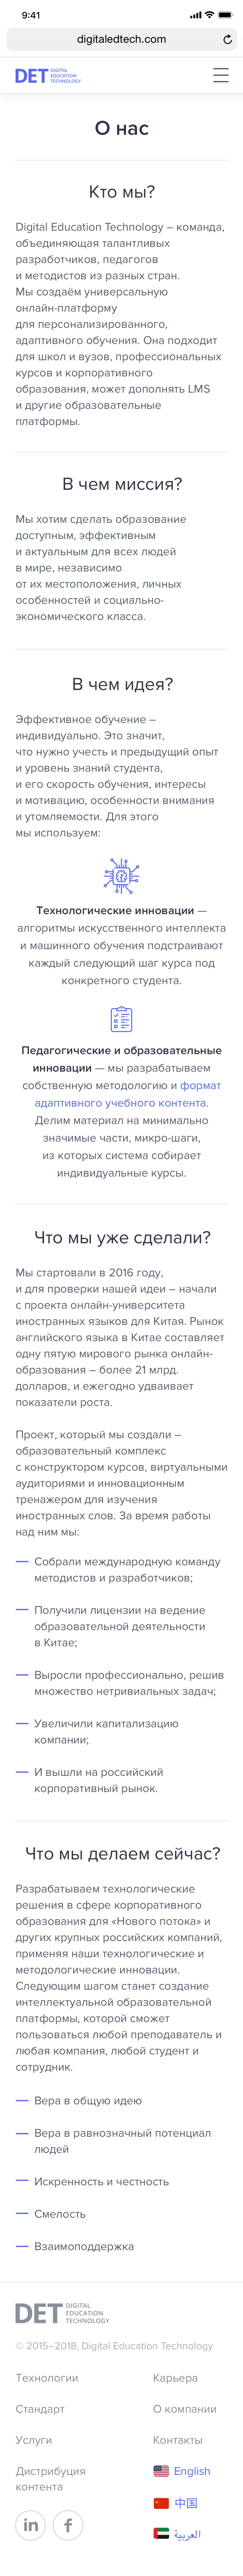 9:41
digitaledtech.com
DET DIGITAL
EDUCATION
TECHNOLOGY
О нас
Кто мы?
Digital Education Technology – команда,
объединяющая талантливых
разработчиков, педагогов
и методистов из разных стран.
Мы создаём универсальную
онлайн-платформу
для персонализированного,
адаптивного обучения. Она подходит
для школ и вузов, профессиональных
курсов и корпоративного
образования, может дополнять LMS
и другие образовательные
платформы.
В чем миссия?
Мы хотим сделать образование
доступным, эффективным
и актуальным для всех людей
в мире, независимо
от их местоположения, личных
особенностей и социально-
экономического класса.
В чем идея?
Эффективное обучение –
индивидуально. Это значит,
что нужно учесть и предыдущий опыт
и уровень знаний студента,
и его скорость обучения, интересы
и мотивацию, особенности внимания
и утомляемости. Для этого
мы используем:
Технологические инновации —
алгоритмы искусственного интеллекта
и машинного обучения подстраивают
каждый следующий шаг курса под
конкретного студента.
Педагогические и образовательные
инновации — мы разрабатываем
собственную методологию и формат
адаптивного учебного контента.
Делим материал на минимально
значимые части, микро-шаги,
из которых система собирает
индивидуальные курсы.
Что мы уже сделали?
Мы стартовали в 2016 году,
и для проверки нашей идеи – начали
с проекта онлайн-университета
иностранных языков для Китая. Рынок
английского языка в Китае составляет
одну пятую мирового рынка онлайн-
образования – более 21 млрд.
долларов, и ежегодно удваивает
показатели роста.
Проект, который мы создали –
образовательный комплекс
с конструктором курсов, виртуальными
аудиториями и инновационным
тренажером для изучения
иностранных слов. За время работы
над ним мы:
— Собрали международную команду
методистов и разработчиков;
— Получили лицензии на ведение
образовательной деятельности
в Китае;
— Выросли профессионально, решив
множество нетривиальных задач;
— Увеличили капитализацию
компании;
— И вышли на российский
корпоративный рынок.
Что мы делаем сейчас?
Разрабатываем технологические
решения в сфере корпоративного
образования для «Нового потока» и
других крупных российских компаний,
применяя наши технологические и
методологические инновации.
Следующим шагом станет создание
интеллектуальной образовательной
платформы, которой сможет
пользоваться любой преподаватель и
любая компания, любой студент и
сотрудник.
— Вера в общую идею
— Вера в равнозначный потенциал
людей
— Искренность и честность
— Смелость
— Взаимоподдержка
DET DIGITAL
EDUCATION
TECHNOLOGY
© 2015–2018, Digital Education Technology
Технологии
Карьера
Стандарт
О компании
Услуги
Контакты
Дистрибуция
контента
English
中国
العربية
in f